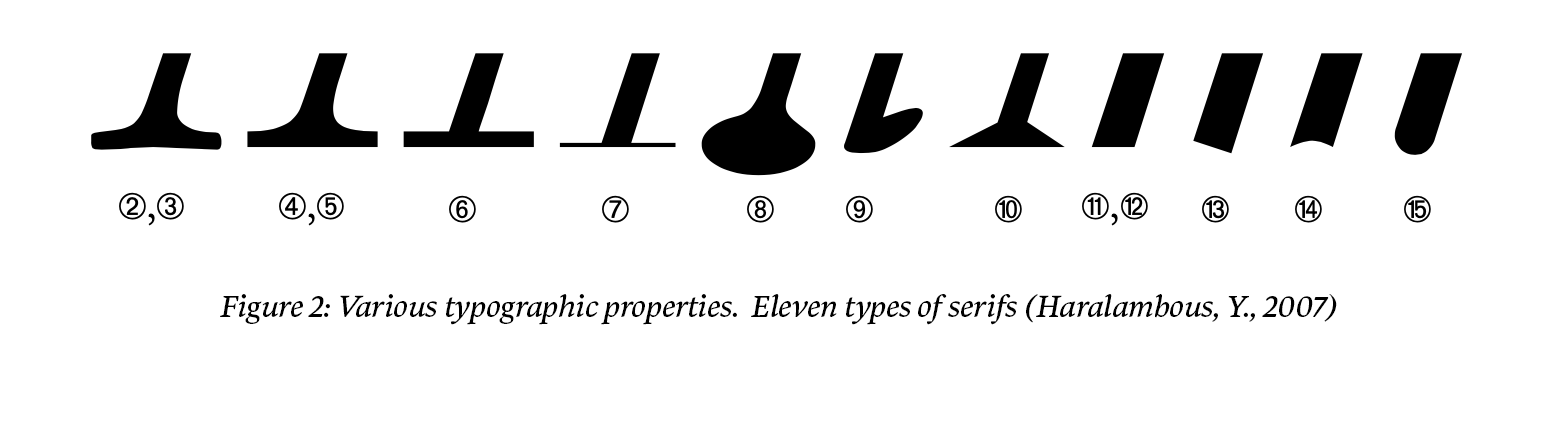 ②,③ ④,⑤ ⑥ ⑦ ⑧ ⑨ ⑩ ⑪,⑫ ⑬ ⑭ ⑮
Figure 2: Various typographic properties. Eleven types of serifs (Haralambous, Y., 2007)